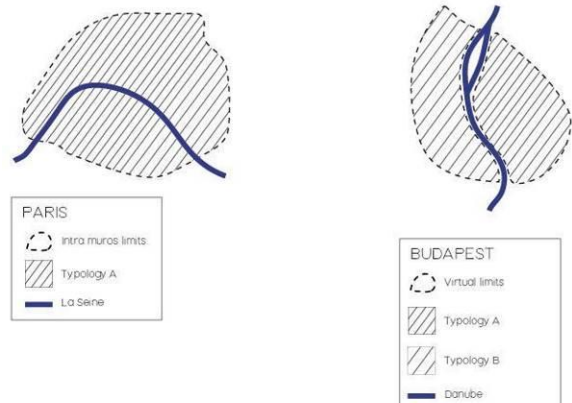 PARIS
Intra muros limits
Typology A
La Seine
BUDAPEST
Virtual limits
Typology A
Typology B
Danube